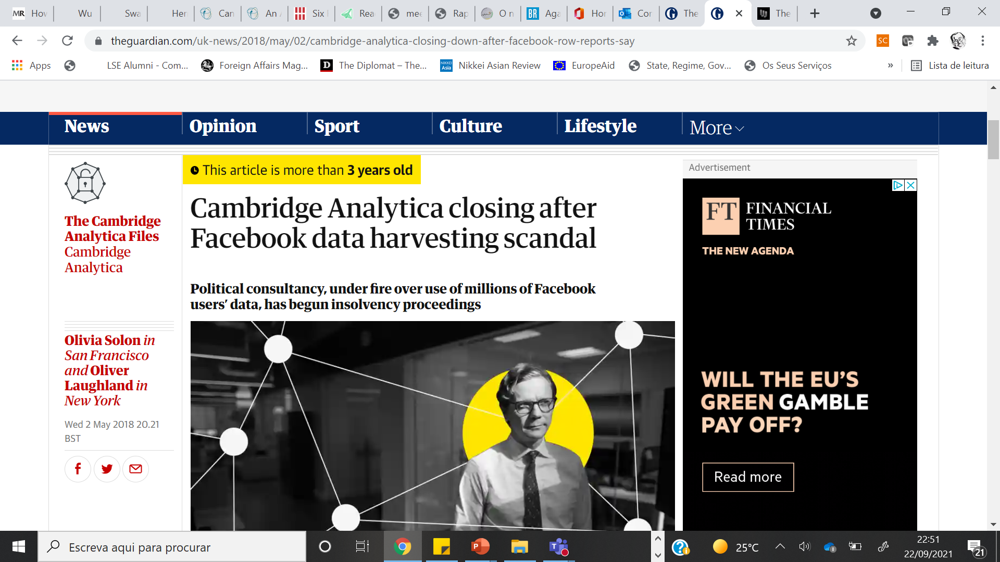 MR
How
Wu
Swa
Her
Can
An
Six
Rea
mee
Rap
O n
BR
Aga
Hor
Cor
The
The
theguardian.com/uk-news/2018/may/02/cambridge-analytica-closing-down-after-facebook-row-reports-say
SC
Apps
LSE Alumni - Com...
Foreign Affairs Mag...
D
The Diplomat – The...
NIKKEI Asia
Nikkei Asian Review
EuropeAid
State, Regime, Gov...
Os Seus Serviços
»
Lista de leitura
News
Opinion
Sport
Culture
Lifestyle
More
The Cambridge
Analytica Files
Cambridge
Analytica
This article is more than 3 years old
Cambridge Analytica closing after
Facebook data harvesting scandal
Political consultancy, under fire over use of millions of Facebook
users’ data, has begun insolvency proceedings
Olivia Solon in
San Francisco
and Oliver
Laughland in
New York
Wed 2 May 2018 20.21
BST
Advertisement
FT
FINANCIAL
TIMES
THE NEW AGENDA
WILL THE EU’S
GREEN GAMBLE
PAY OFF?
Read more
Escreva aqui para procurar
25°C
22:51
22/09/2021
21